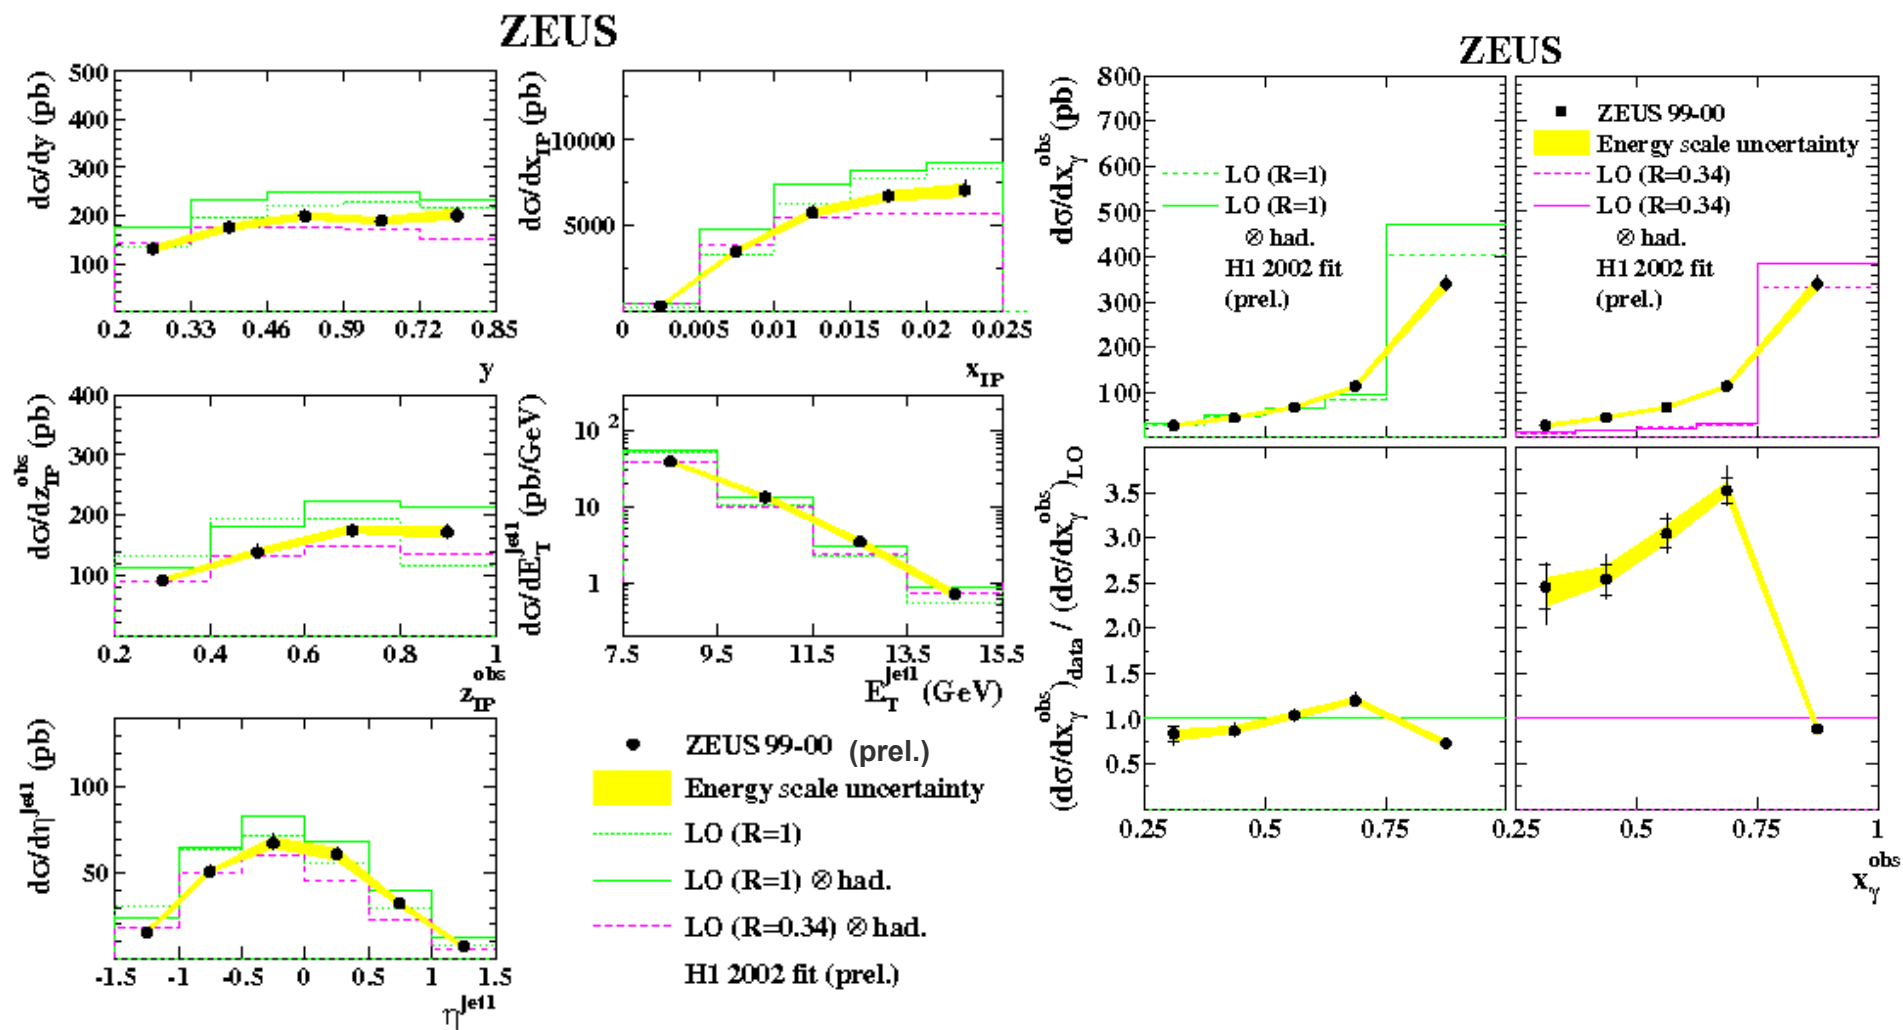 ZEUS
dσ/dy (pb)
500
400
300
200
100
0.2 0.33 0.46 0.59 0.72 0.85
y
dσ/dx_IP (pb)
10000
5000
0 0.005 0.01 0.015 0.02 0.025
x_IP
dσ/dz_IP^obs (pb)
400
300
200
100
0.2 0.4 0.6 0.8 1
z_IP^obs
dσ/dE_T^jet1 (pb/GeV)
10^2
10
1
7.5 9.5 11.5 13.5 15.5
E_T^jet1 (GeV)
dσ/dη^jet1 (pb)
100
50
-1.5 -1 -0.5 0 0.5 1 1.5
η^jet1
ZEUS 99-00 (prel.)
Energy scale uncertainty
LO (R=1)
LO (R=1) ⊗ had.
LO (R=0.34) ⊗ had.
H1 2002 fit (prel.)
ZEUS
dσ/dx_γ^obs (pb)
800
700
600
500
400
300
200
100
LO (R=1)
LO (R=1)
⊗ had.
H1 2002 fit
(prel.)
ZEUS 99-00
Energy scale uncertainty
LO (R=0.34)
LO (R=0.34)
⊗ had.
H1 2002 fit
(prel.)
(dσ/dx_γ^obs)_data / (dσ/dx_γ^obs)_LO
3.5
3.0
2.5
2.0
1.5
1.0
0.5
0.25 0.5 0.75 0.25 0.5 0.75 1
x_γ^obs